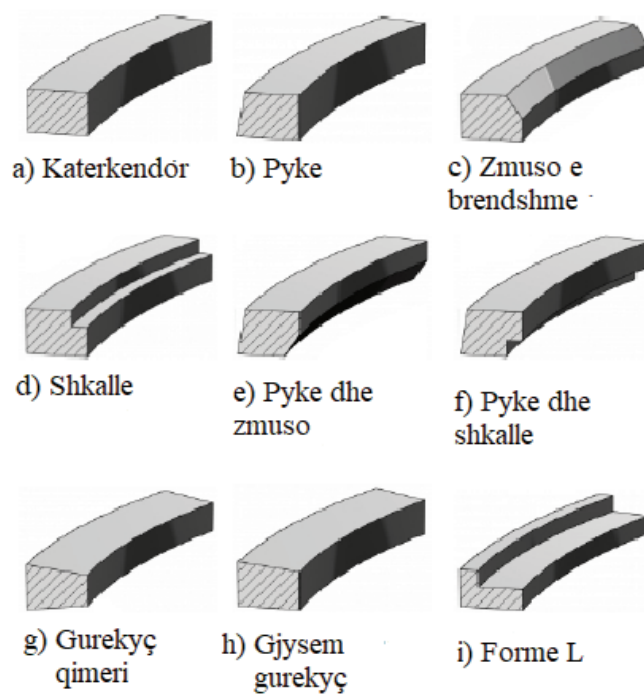 a) Katerkendor
b) Pyke
c) Zmuso e
brendshme
d) Shkalle
e) Pyke dhe
zmuso
f) Pyke dhe
shkalle
g) Gurekyç
qimeri
h) Gjysem
gurekyç
i) Forme L